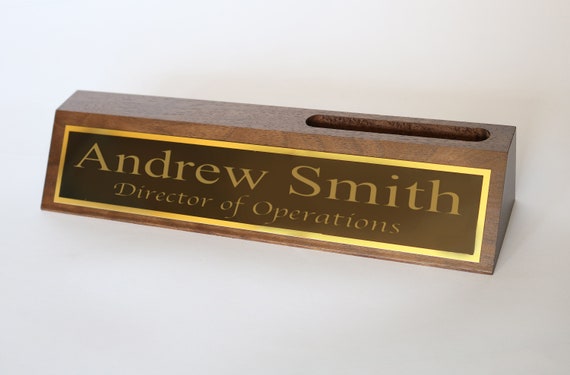 Andrew Smith
Director of Operations